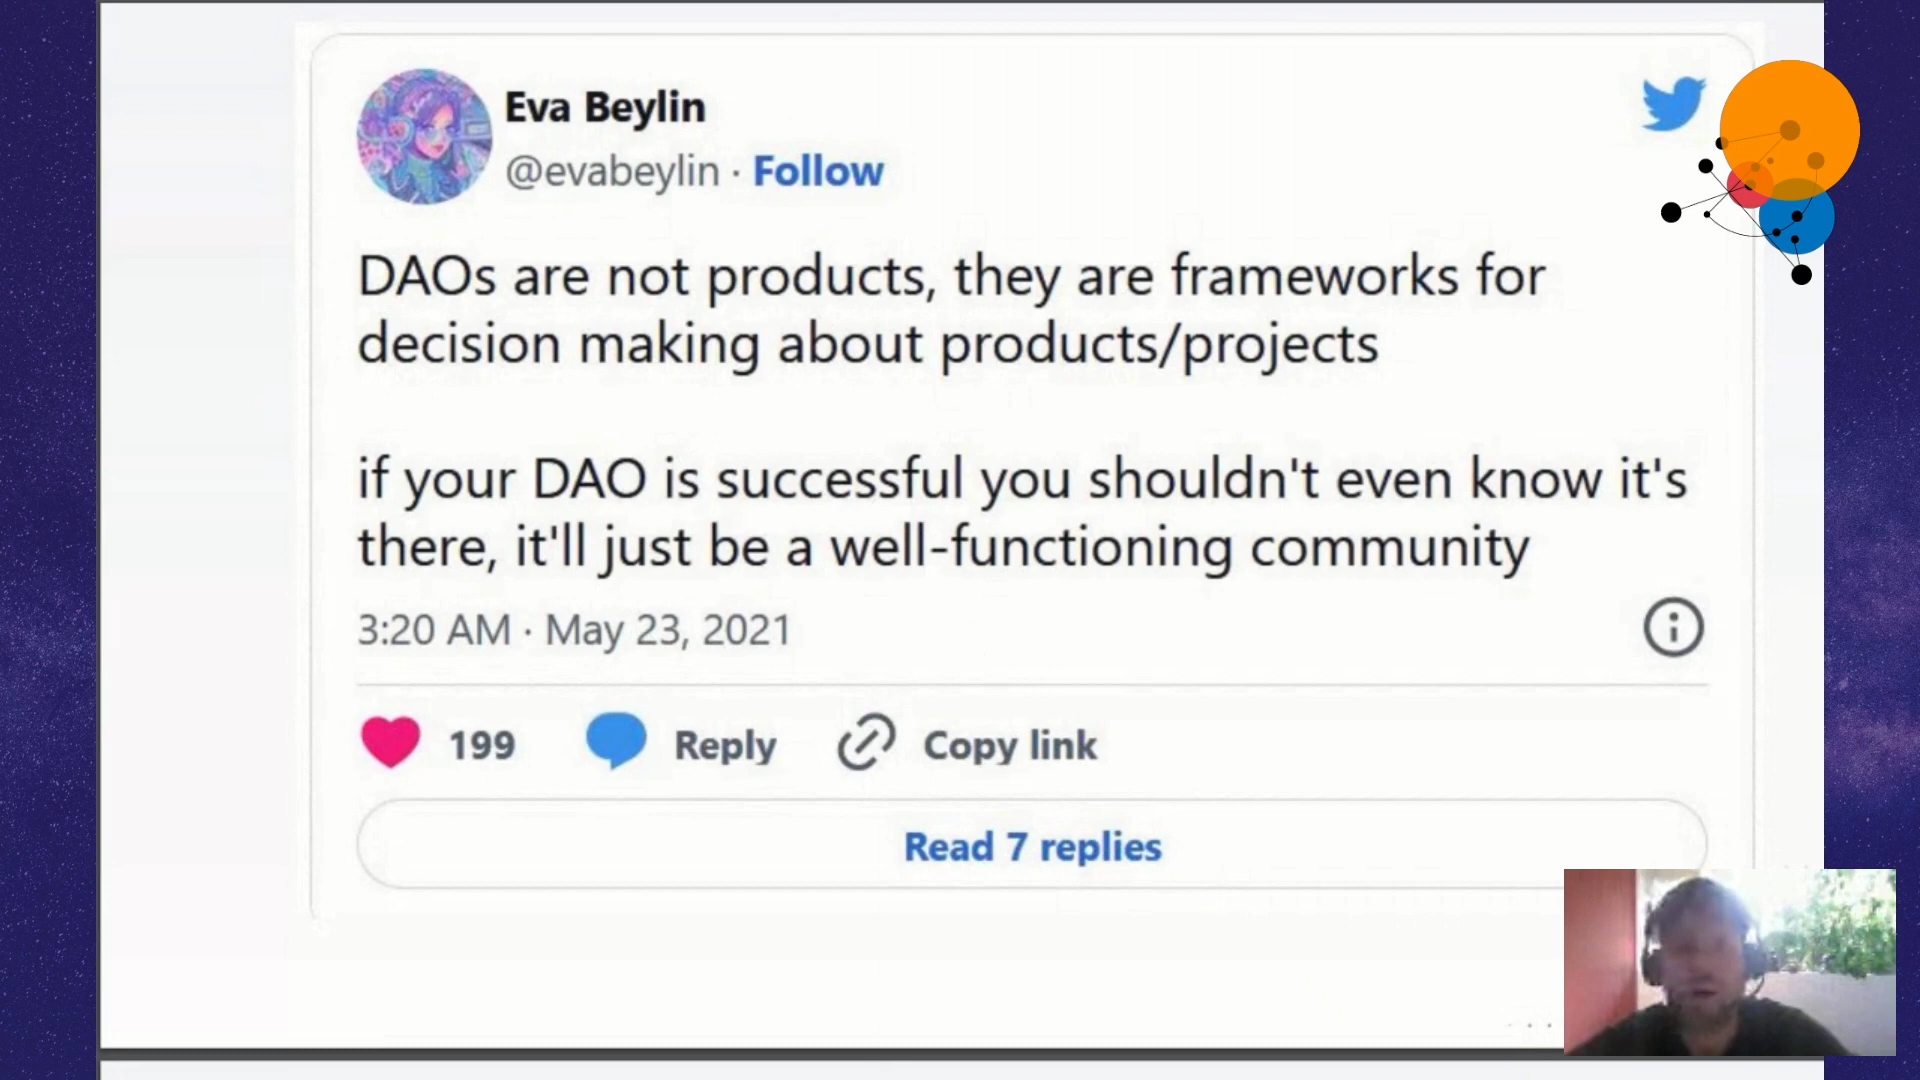 Eva Beylin
@evabeylin · Follow
DAOs are not products, they are frameworks for
decision making about products/projects
if your DAO is successful you shouldn't even know it's
there, it'll just be a well-functioning community
3:20 AM · May 23, 2021
199 Reply Copy link
Read 7 replies